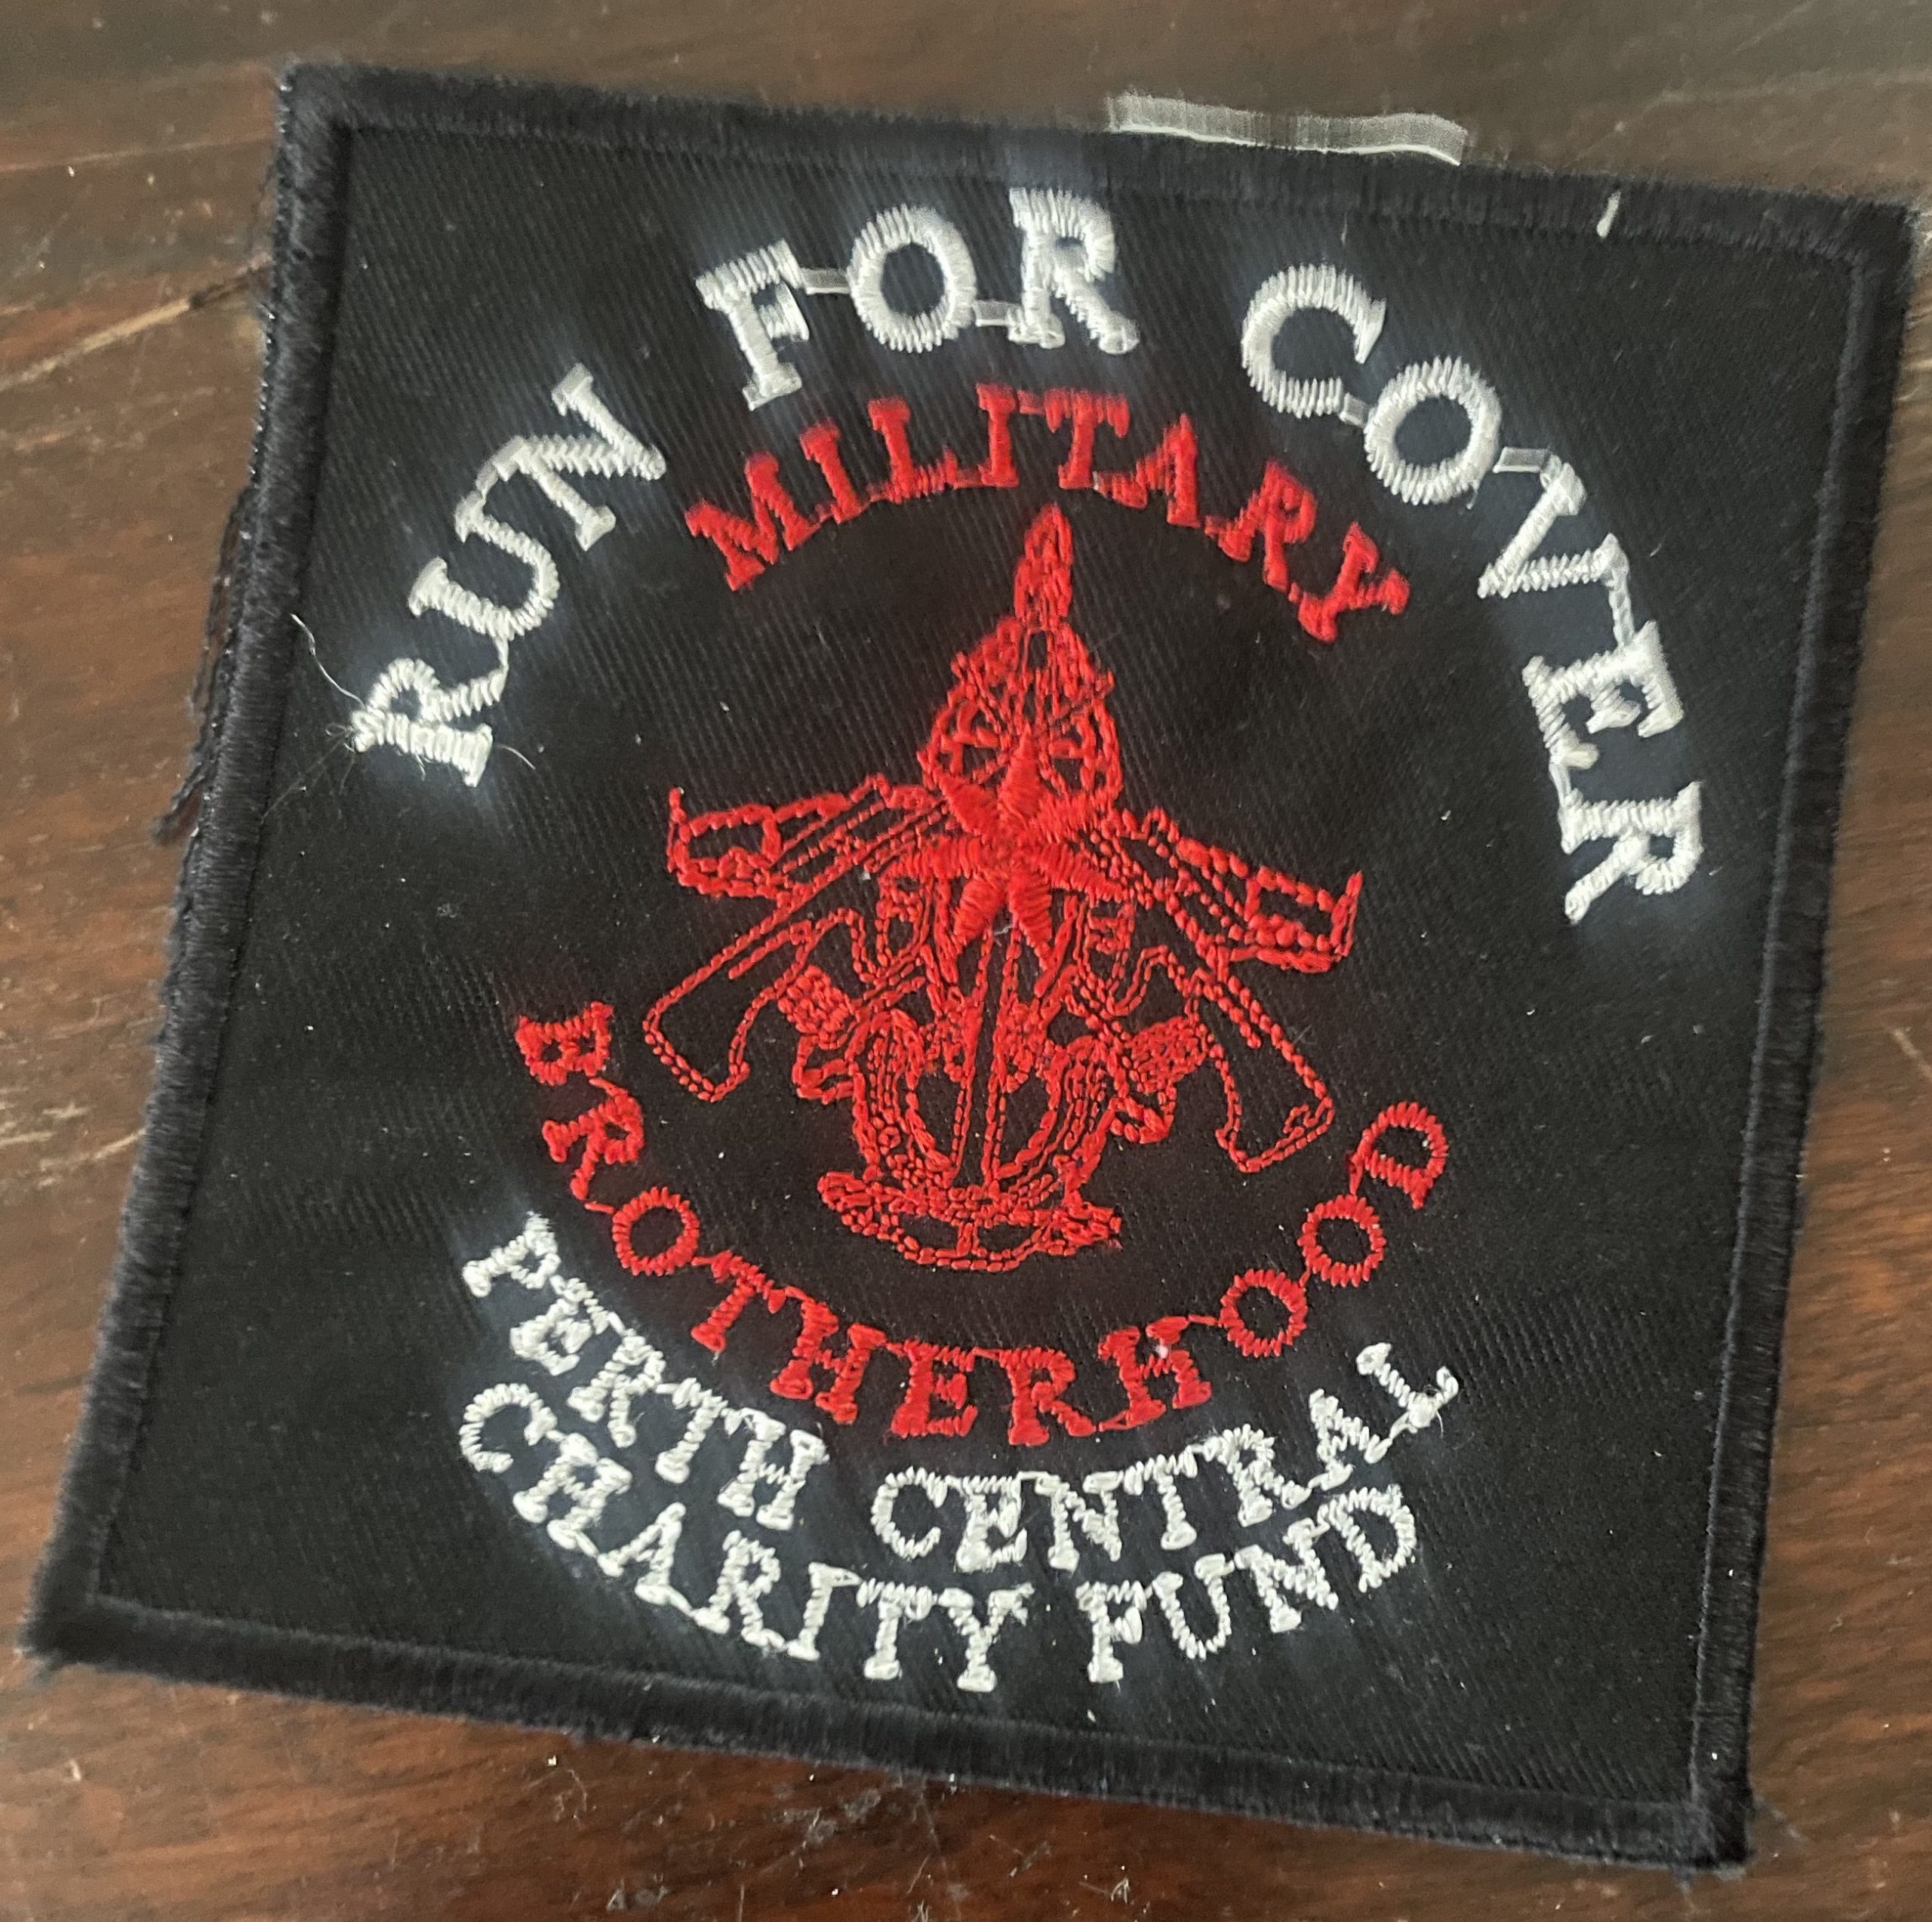 RUN FOR COVER
MILITARY
BROTHERHOOD
PERTH CENTRAL
CHARITY FUND